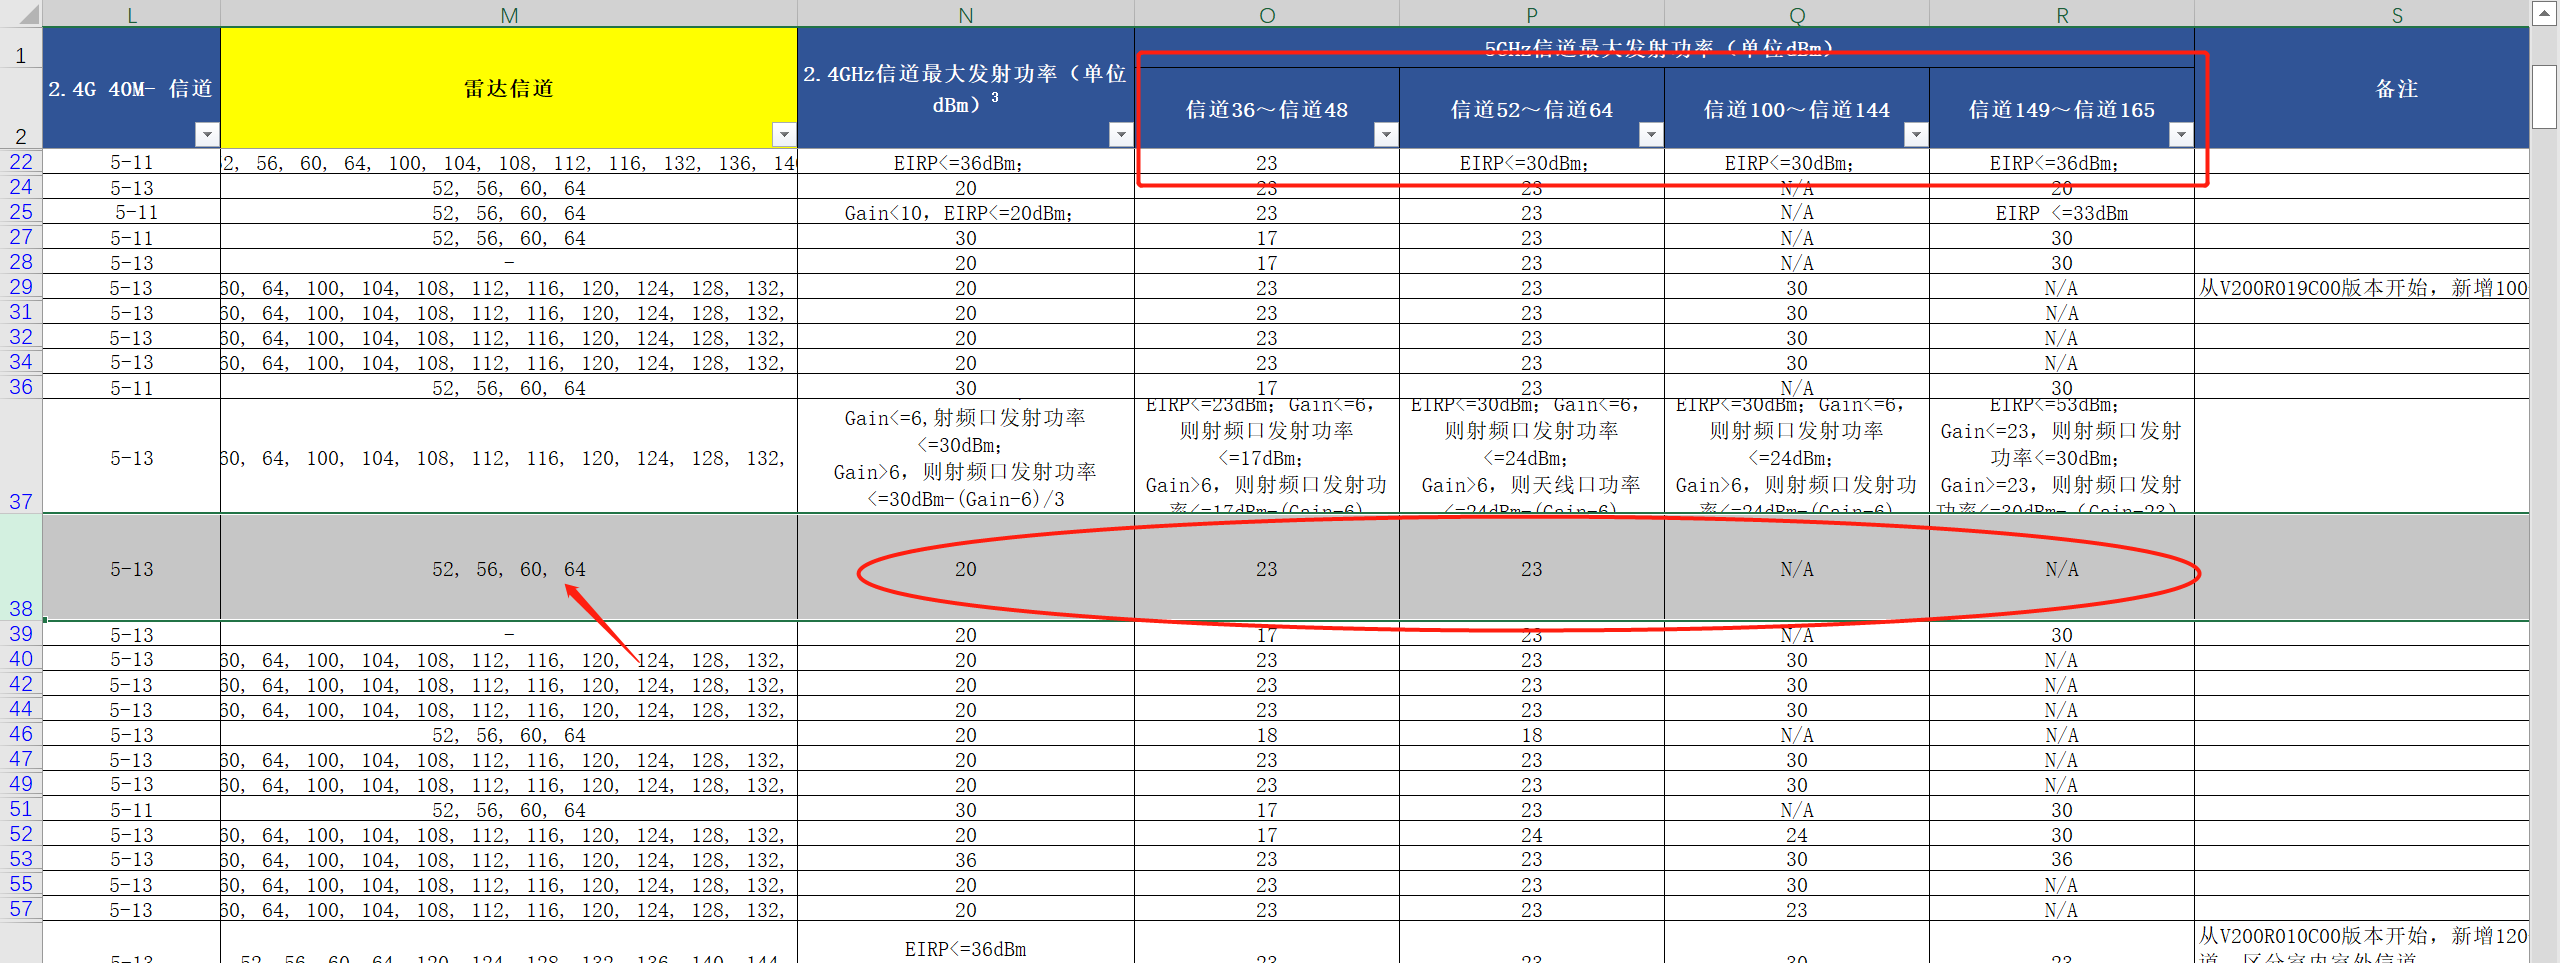 L M N O P Q R S
1 5GHz信道最大发射功率（单位dBm）
2 2.4G 40M- 信道 雷达信道 2.4GHz信道最大发射功率（单位dBm）3 信道36～信道48 信道52～信道64 信道100～信道144 信道149～信道165 备注
22 5-11 52, 56, 60, 64, 100, 104, 108, 112, 116, 132, 136, 140 EIRP<=36dBm; 23 EIRP<=30dBm; EIRP<=30dBm; EIRP<=36dBm;
24 5-13 52, 56, 60, 64 20 23 23 N/A 20
25 5-11 52, 56, 60, 64 Gain<10, EIRP<=20dBm; 23 23 N/A EIRP <=33dBm
27 5-11 52, 56, 60, 64 30 17 23 N/A 30
28 5-13 - 20 17 23 N/A 30
29 5-13 60, 64, 100, 104, 108, 112, 116, 120, 124, 128, 132, 20 23 23 30 N/A 从V200R019C00版本开始，新增100
31 5-13 60, 64, 100, 104, 108, 112, 116, 120, 124, 128, 132, 20 23 23 30 N/A
32 5-13 60, 64, 100, 104, 108, 112, 116, 120, 124, 128, 132, 20 23 23 30 N/A
34 5-13 60, 64, 100, 104, 108, 112, 116, 120, 124, 128, 132, 20 23 23 30 N/A
36 5-11 52, 56, 60, 64 30 17 23 N/A 30
37 5-13 60, 64, 100, 104, 108, 112, 116, 120, 124, 128, 132,
Gain<=6,射频口发射功率
<=30dBm;
Gain>6, 则射频口发射功率
<=30dBm-(Gain-6)/3
EIRP<=23dBm; Gain<=6,
则射频口发射功率
<=17dBm;
Gain>6, 则射频口发射功
率<=17dBm-(Gain-6)
EIRP<=30dBm; Gain<=6,
则射频口发射功率
<=24dBm;
Gain>6, 则天线口功率
<=24dBm-(Gain-6)
EIRP<=30dBm; Gain<=6,
则射频口发射功率
<=24dBm;
Gain>6, 则射频口发射功
率<=24dBm-(Gain-6)
EIRP<=53dBm;
Gain<=23, 则射频口发射
功率<=30dBm;
Gain>=23, 则射频口发射
功率<=30dBm-（Gain-23）
38 5-13 52, 56, 60, 64 20 23 23 N/A N/A
39 5-13 - 20 17 23 N/A 30
40 5-13 60, 64, 100, 104, 108, 112, 116, 120, 124, 128, 132, 20 23 23 30 N/A
42 5-13 60, 64, 100, 104, 108, 112, 116, 120, 124, 128, 132, 20 23 23 30 N/A
44 5-13 60, 64, 100, 104, 108, 112, 116, 120, 124, 128, 132, 20 23 23 30 N/A
46 5-13 52, 56, 60, 64 20 18 18 N/A N/A
47 5-13 60, 64, 100, 104, 108, 112, 116, 120, 124, 128, 132, 20 23 23 30 N/A
49 5-13 60, 64, 100, 104, 108, 112, 116, 120, 124, 128, 132, 20 23 23 30 N/A
51 5-11 52, 56, 60, 64 30 17 23 N/A 30
52 5-13 60, 64, 100, 104, 108, 112, 116, 120, 124, 128, 132, 20 17 24 24 30
53 5-13 60, 64, 100, 104, 108, 112, 116, 120, 124, 128, 132, 36 23 23 30 36
55 5-13 60, 64, 100, 104, 108, 112, 116, 120, 124, 128, 132, 20 23 23 30 N/A
57 5-13 60, 64, 100, 104, 108, 112, 116, 120, 124, 128, 132, 20 23 23 23 N/A
5-13 52, 56, 60, 64, 120, 124, 128, 132, 136, 140, 144 EIRP<=36dBm 23 23 30 23 从V200R010C00版本开始，新增120
道，区分室内室外信道